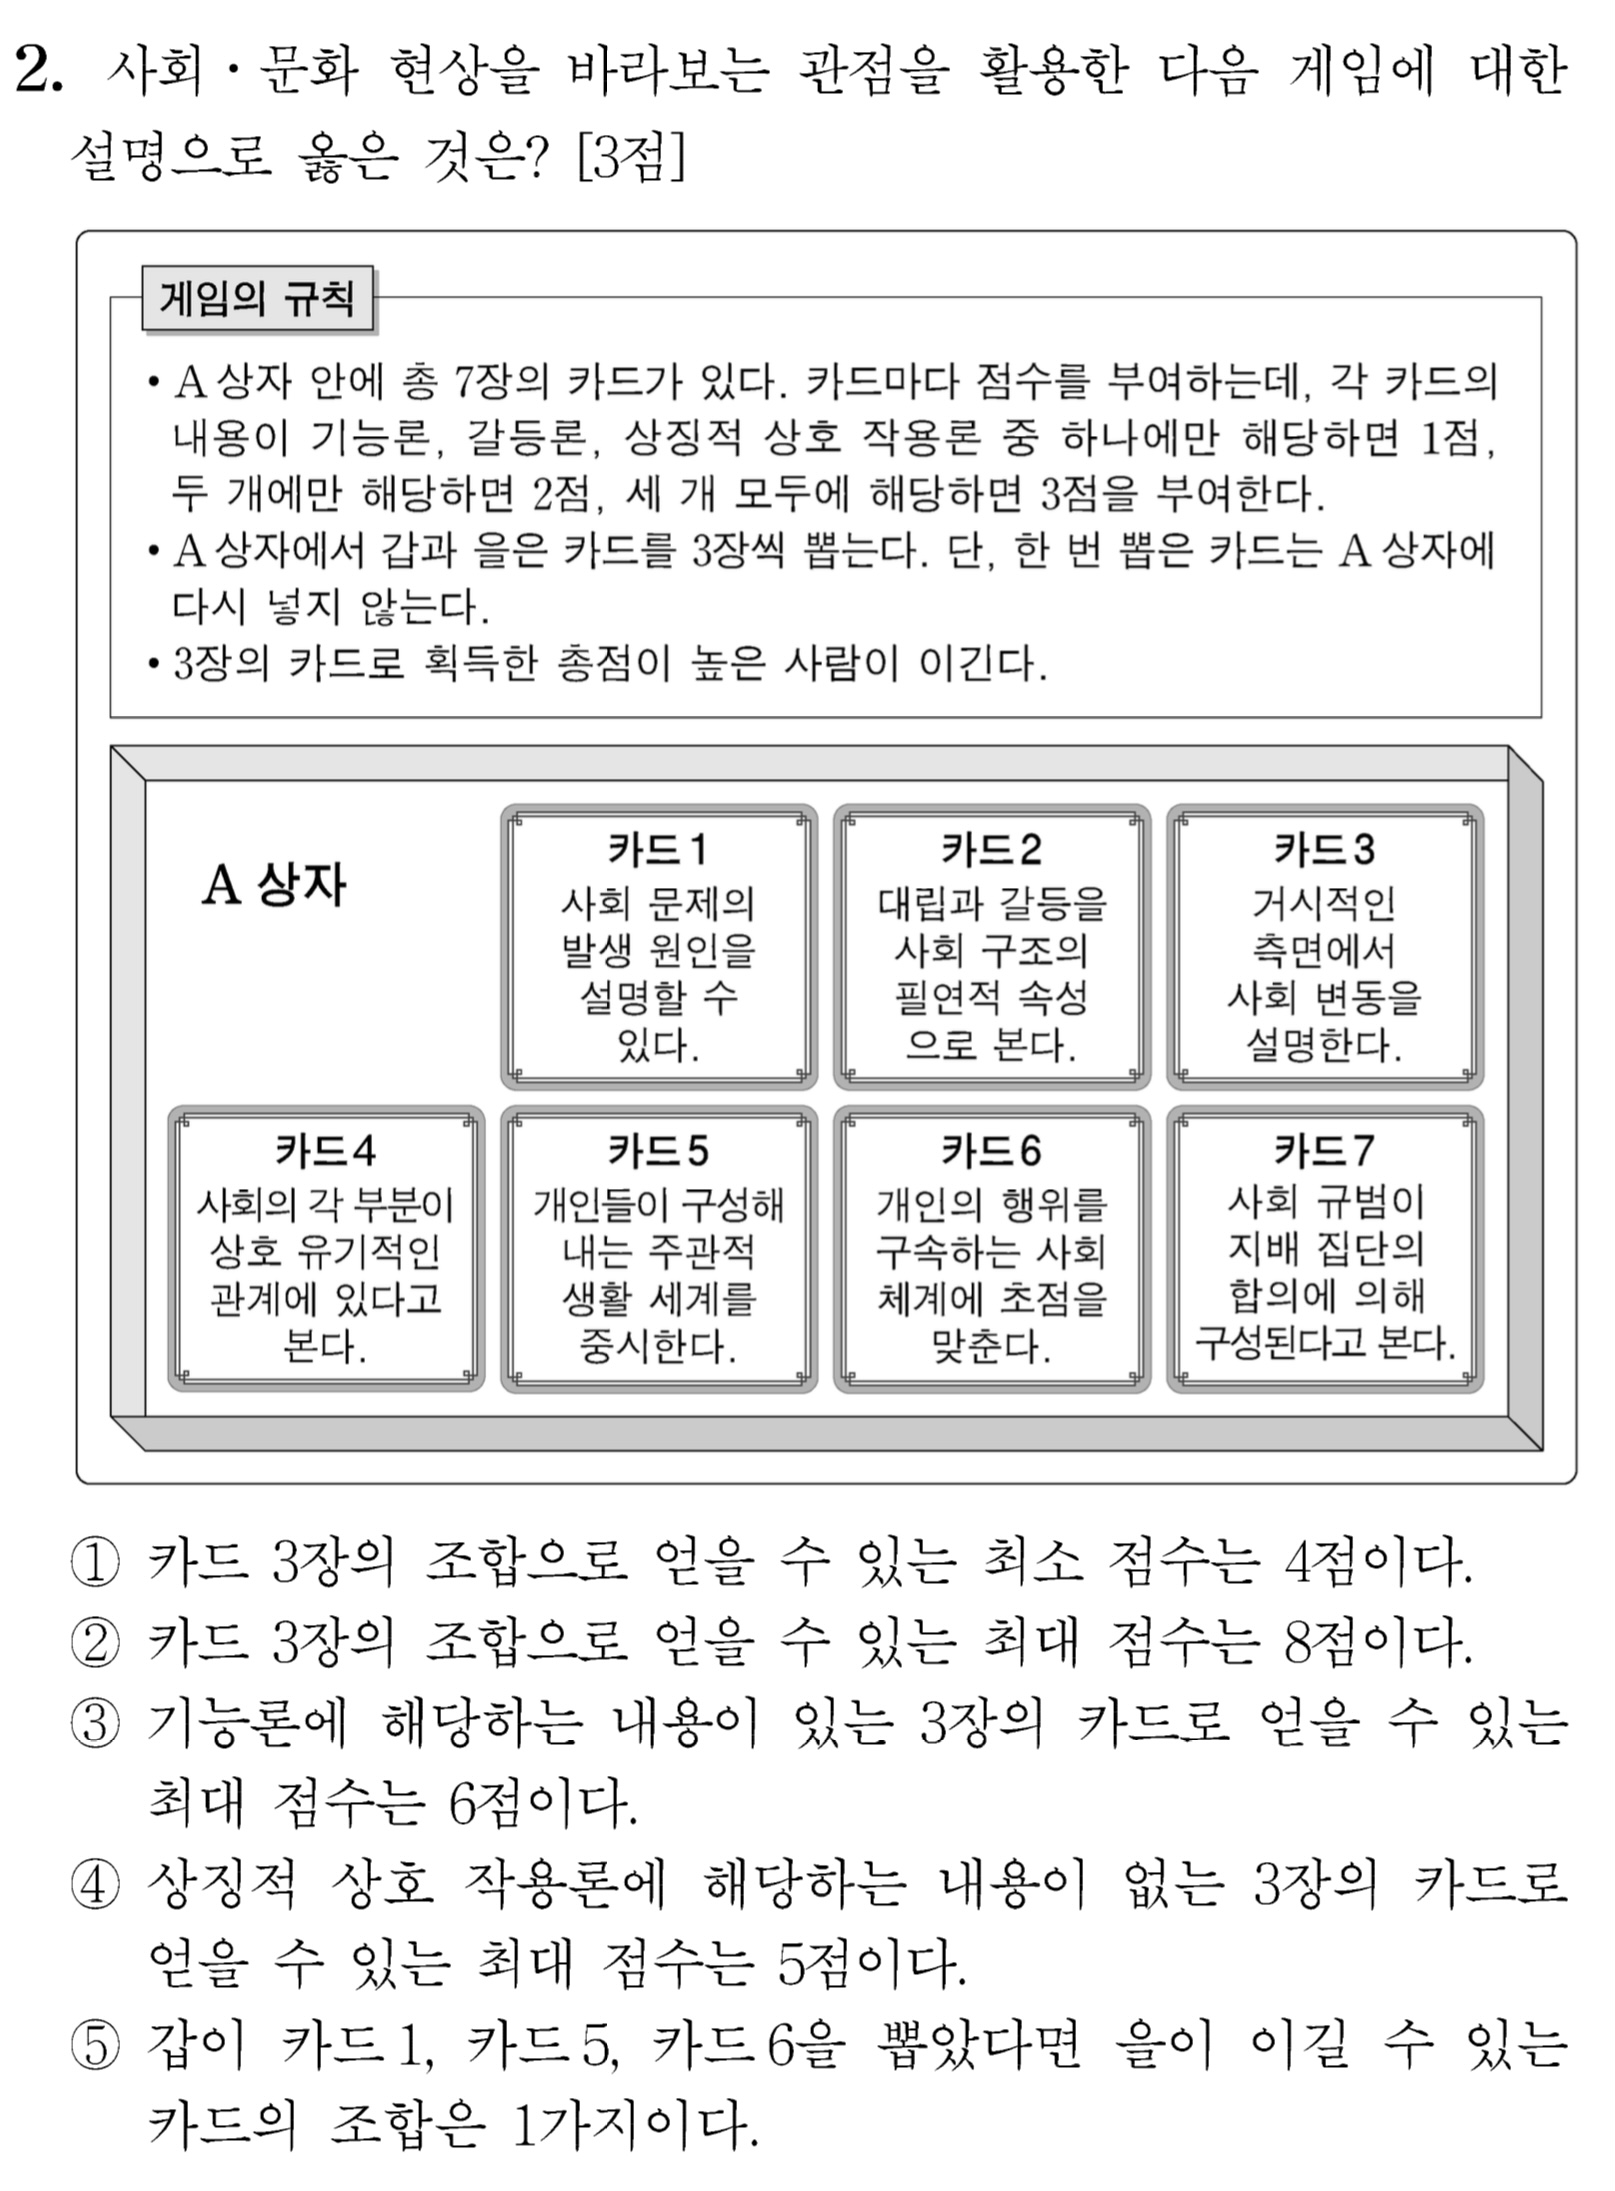 2. 사회·문화 현상을 바라보는 관점을 활용한 다음 게임에 대한
설명으로 옳은 것은? [3점]
게임의 규칙
• A 상자 안에 총 7장의 카드가 있다. 카드마다 점수를 부여하는데, 각 카드의
내용이 기능론, 갈등론, 상징적 상호 작용론 중 하나에만 해당하면 1점,
두 개에만 해당하면 2점, 세 개 모두에 해당하면 3점을 부여한다.
• A 상자에서 갑과 을은 카드를 3장씩 뽑는다. 단, 한 번 뽑은 카드는 A 상자에
다시 넣지 않는다.
• 3장의 카드로 획득한 총점이 높은 사람이 이긴다.
A 상자
카드 1
사회 문제의
발생 원인을
설명할 수
있다.
카드 2
대립과 갈등을
사회 구조의
필연적 속성
으로 본다.
카드 3
거시적인
측면에서
사회 변동을
설명한다.
카드 4
사회의 각 부분이
상호 유기적인
관계에 있다고
본다.
카드 5
개인들이 구성해
내는 주관적
생활 세계를
중시한다.
카드 6
개인의 행위를
구속하는 사회
체계에 초점을
맞춘다.
카드 7
사회 규범이
지배 집단의
합의에 의해
구성된다고 본다.
① 카드 3장의 조합으로 얻을 수 있는 최소 점수는 4점이다.
② 카드 3장의 조합으로 얻을 수 있는 최대 점수는 8점이다.
③ 기능론에 해당하는 내용이 있는 3장의 카드로 얻을 수 있는
최대 점수는 6점이다.
④ 상징적 상호 작용론에 해당하는 내용이 없는 3장의 카드로
얻을 수 있는 최대 점수는 5점이다.
⑤ 갑이 카드 1, 카드 5, 카드 6을 뽑았다면 을이 이길 수 있는
카드의 조합은 1가지이다.